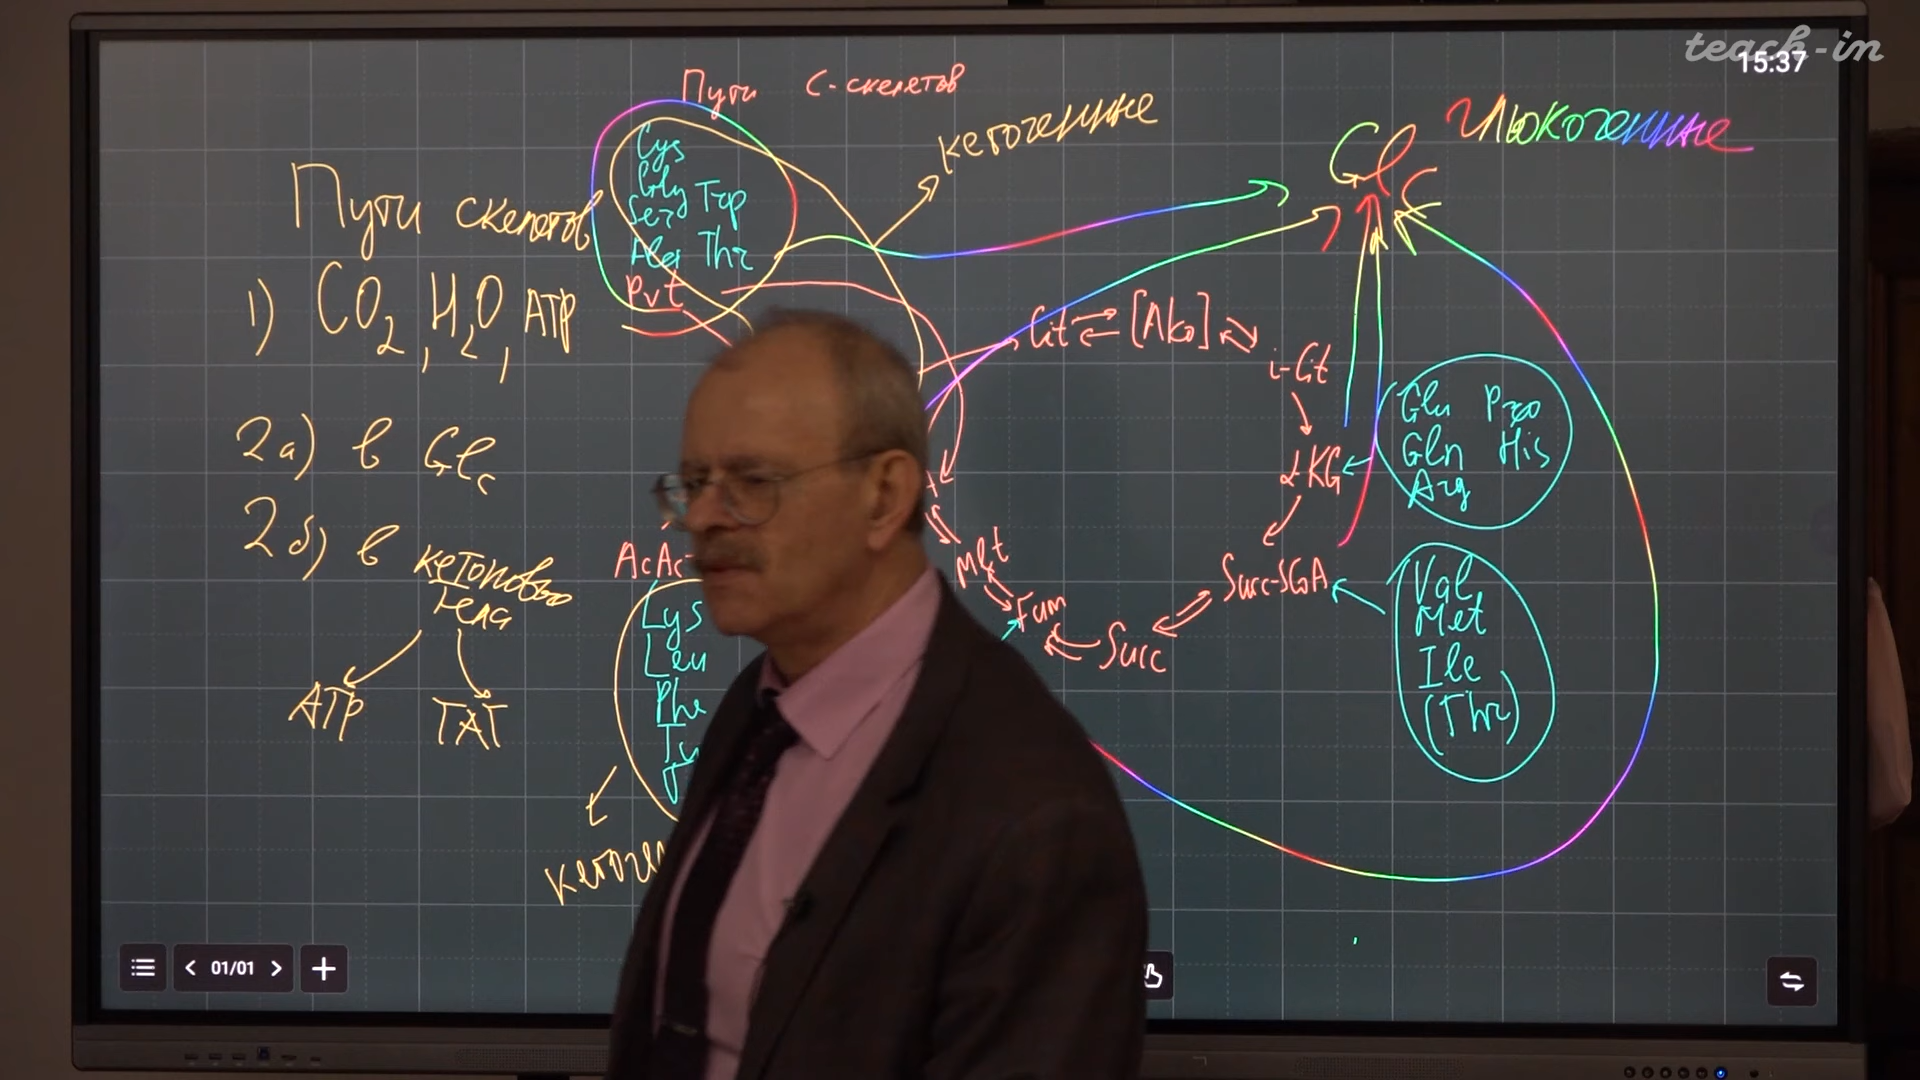 teach-in
15:37
Пути С-скелетов
кетогенные
Глюкогенные
Glc
Пути скелетов
1) CO2, H2O, ATP
2а) в Glc
2б) в кетоновые тела
ATP ТАГ
Cys
Gly
Ser Trp
Ala Thr
Pvt
Cit ⇄ [Ako] ⇄ i-Cit
αKG
Succ-SCoA
Succ
Fum
Mlt
Glu Pro
Gln His
Arg
Val
Met
Ile
(Thr)
AcAc
Lys
Leu
Phe
01/01